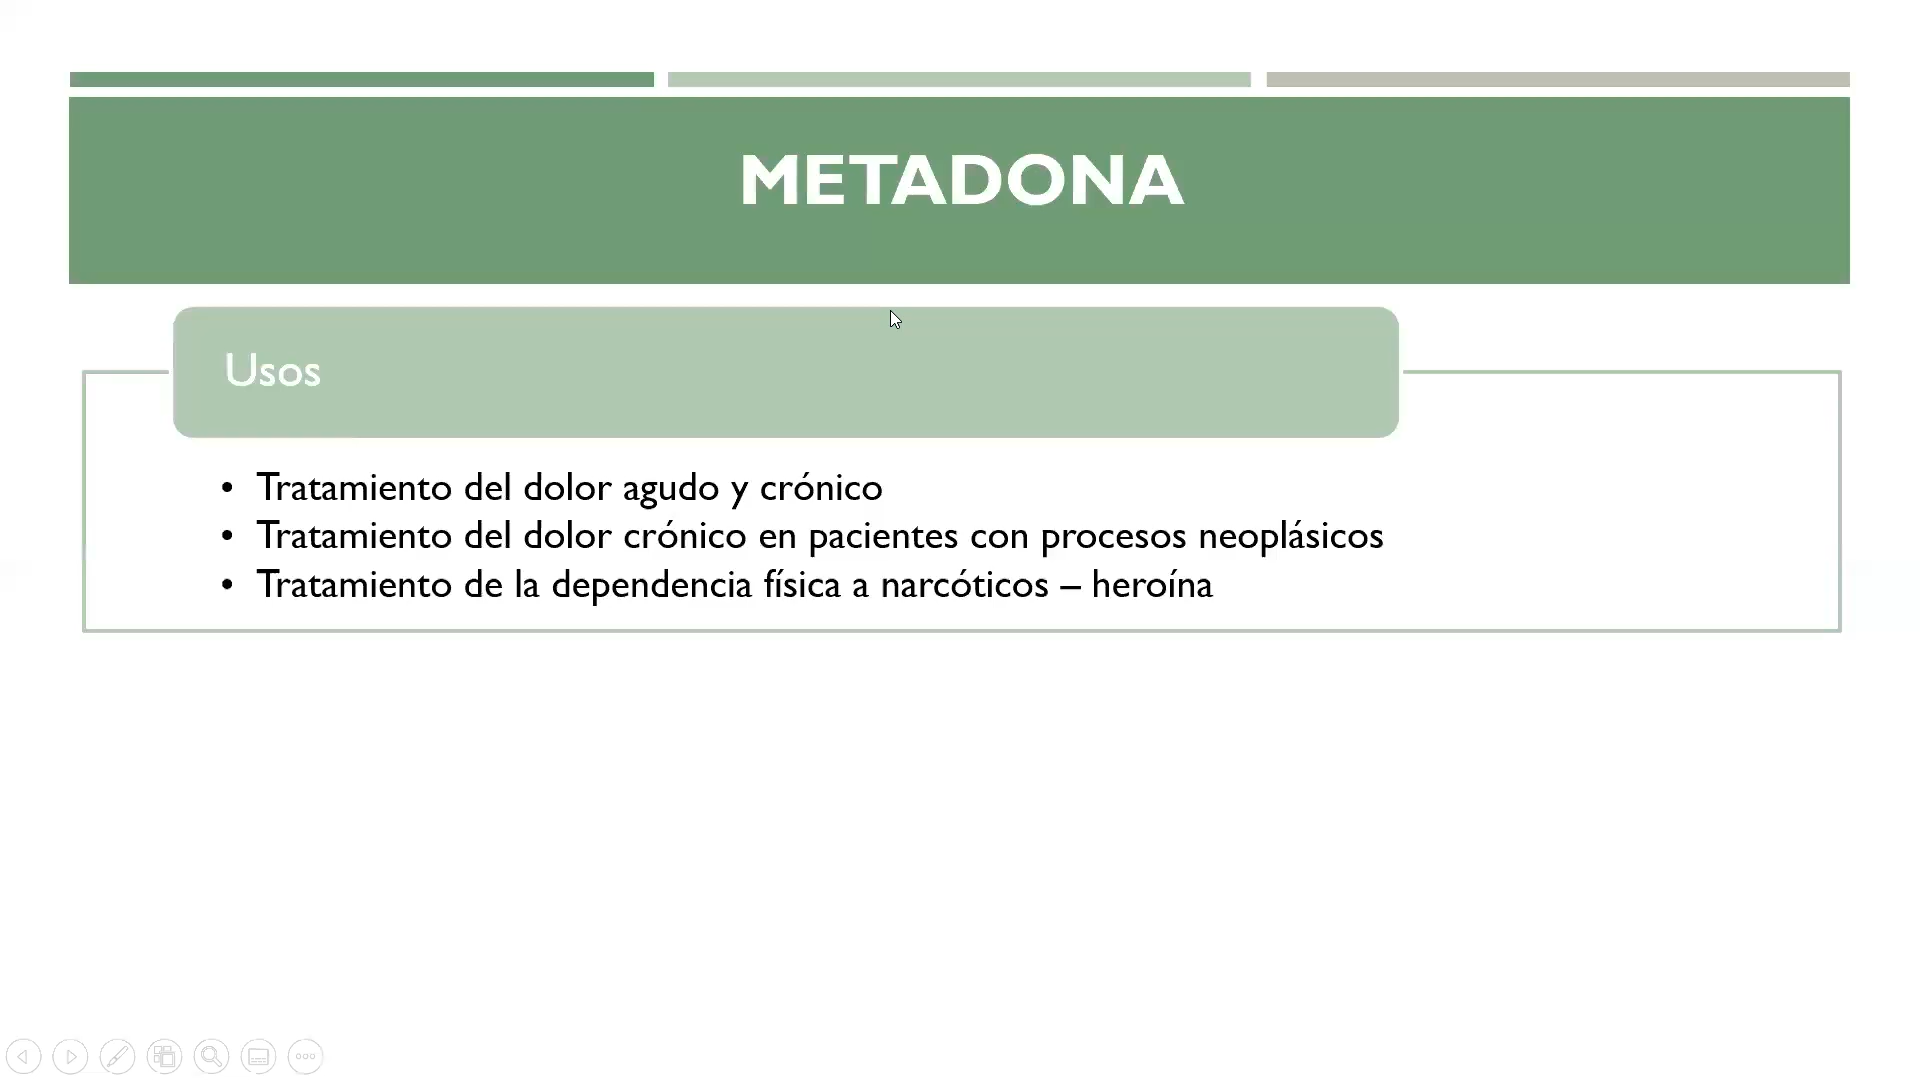 METADONA
Usos
• Tratamiento del dolor agudo y crónico
• Tratamiento del dolor crónico en pacientes con procesos neoplásicos
• Tratamiento de la dependencia física a narcóticos – heroína